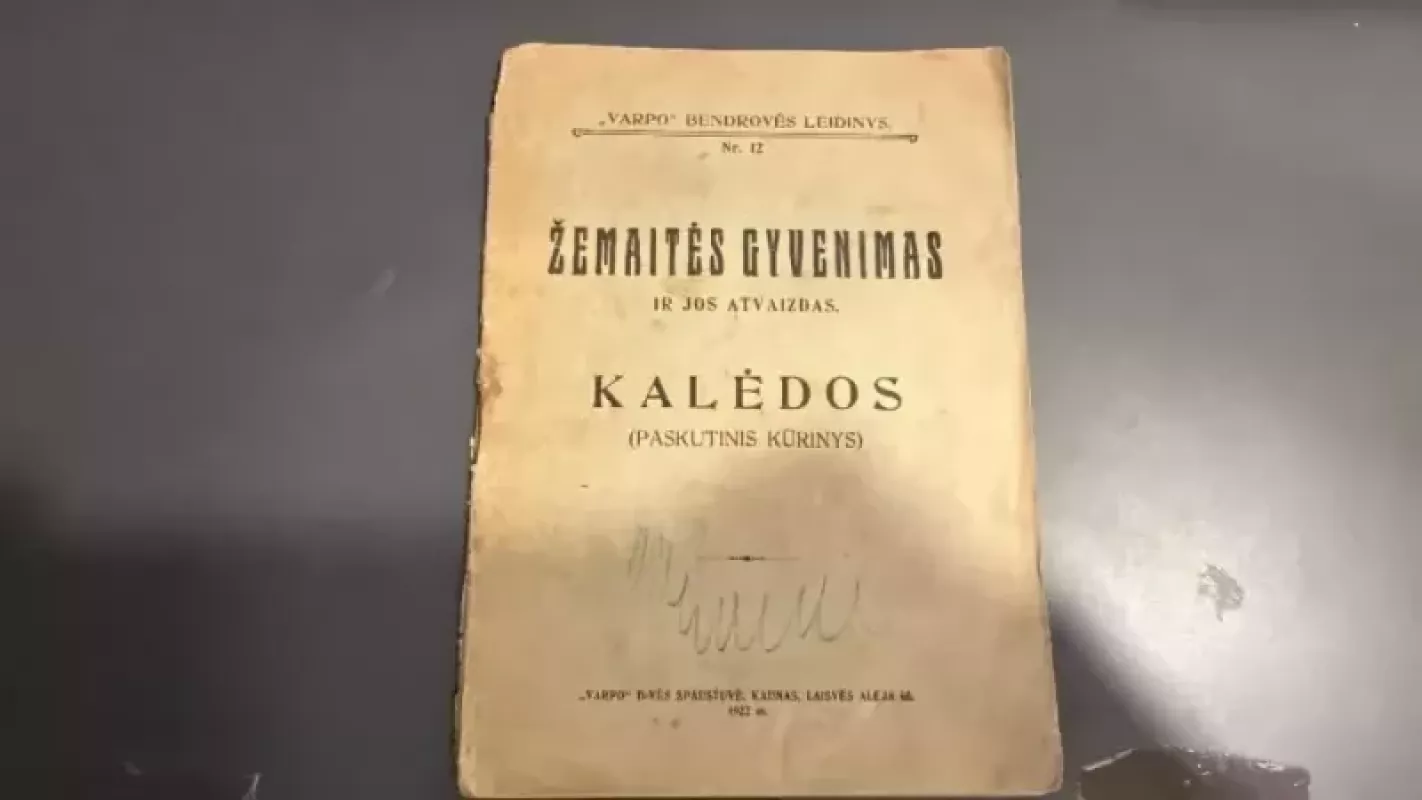 „VARPO“ BENDROVĖS LEIDINYS.
Nr. 12
ŽEMAITĖS GYVENIMAS
IR JOS ATVAIZDAS.
KALĖDOS
(PASKUTINIS KŪRINYS)
„VARPO“ B-VĖS SPAUSTUVĖ, KAUNAS, LAISVĖS ALĖJA
1922 m.